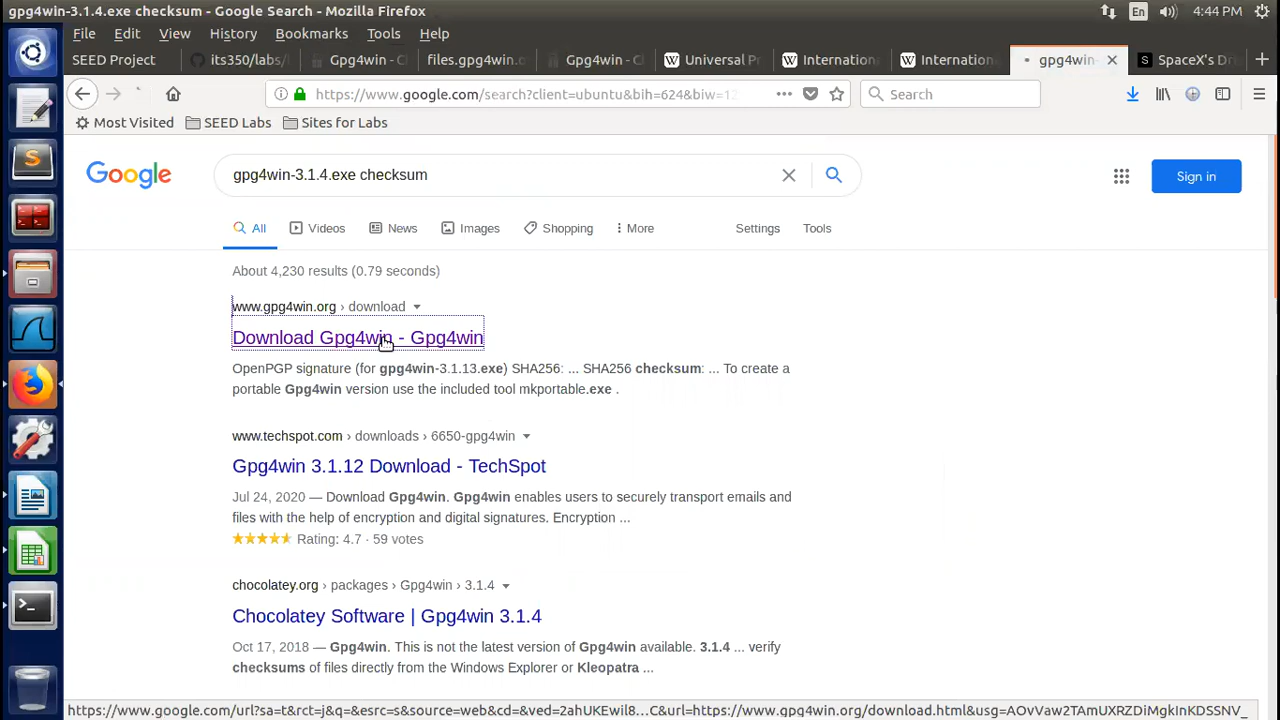 gpg4win-3.1.4.exe checksum - Google Search - Mozilla Firefox
En
4:44 PM
File Edit View History Bookmarks Tools Help
SEED Project
its350/labs/
Gpg4win - C
files.gpg4win.o
Gpg4win - C
Universal P
Internation
Internation
gpg4win-
SpaceX's D
https://www.google.com/search?client=ubuntu&bih=624&biw=12
Search
Most Visited SEED Labs Sites for Labs
Google
gpg4win-3.1.4.exe checksum
Sign in
All Videos News Images Shopping More Settings Tools
About 4,230 results (0.79 seconds)
www.gpg4win.org › download
Download Gpg4win - Gpg4win
OpenPGP signature (for gpg4win-3.1.13.exe) SHA256: ... SHA256 checksum: ... To create a
portable Gpg4win version use the included tool mkportable.exe .
www.techspot.com › downloads › 6650-gpg4win
Gpg4win 3.1.12 Download - TechSpot
Jul 24, 2020 — Download Gpg4win. Gpg4win enables users to securely transport emails and
files with the help of encryption and digital signatures. Encryption ...
Rating: 4.7 · 59 votes
chocolatey.org › packages › Gpg4win › 3.1.4
Chocolatey Software | Gpg4win 3.1.4
Oct 17, 2018 — Gpg4win. This is not the latest version of Gpg4win available. 3.1.4 ... verify
checksums of files directly from the Windows Explorer or Kleopatra ...
https://www.google.com/url?sa=t&rct=j&q=&esrc=s&source=web&cd=&ved=2ahUKEwil8...C&url=https://www.gpg4win.org/download.html&usg=AOvVaw2TAmUXRZDiMgkInKDSSNV_